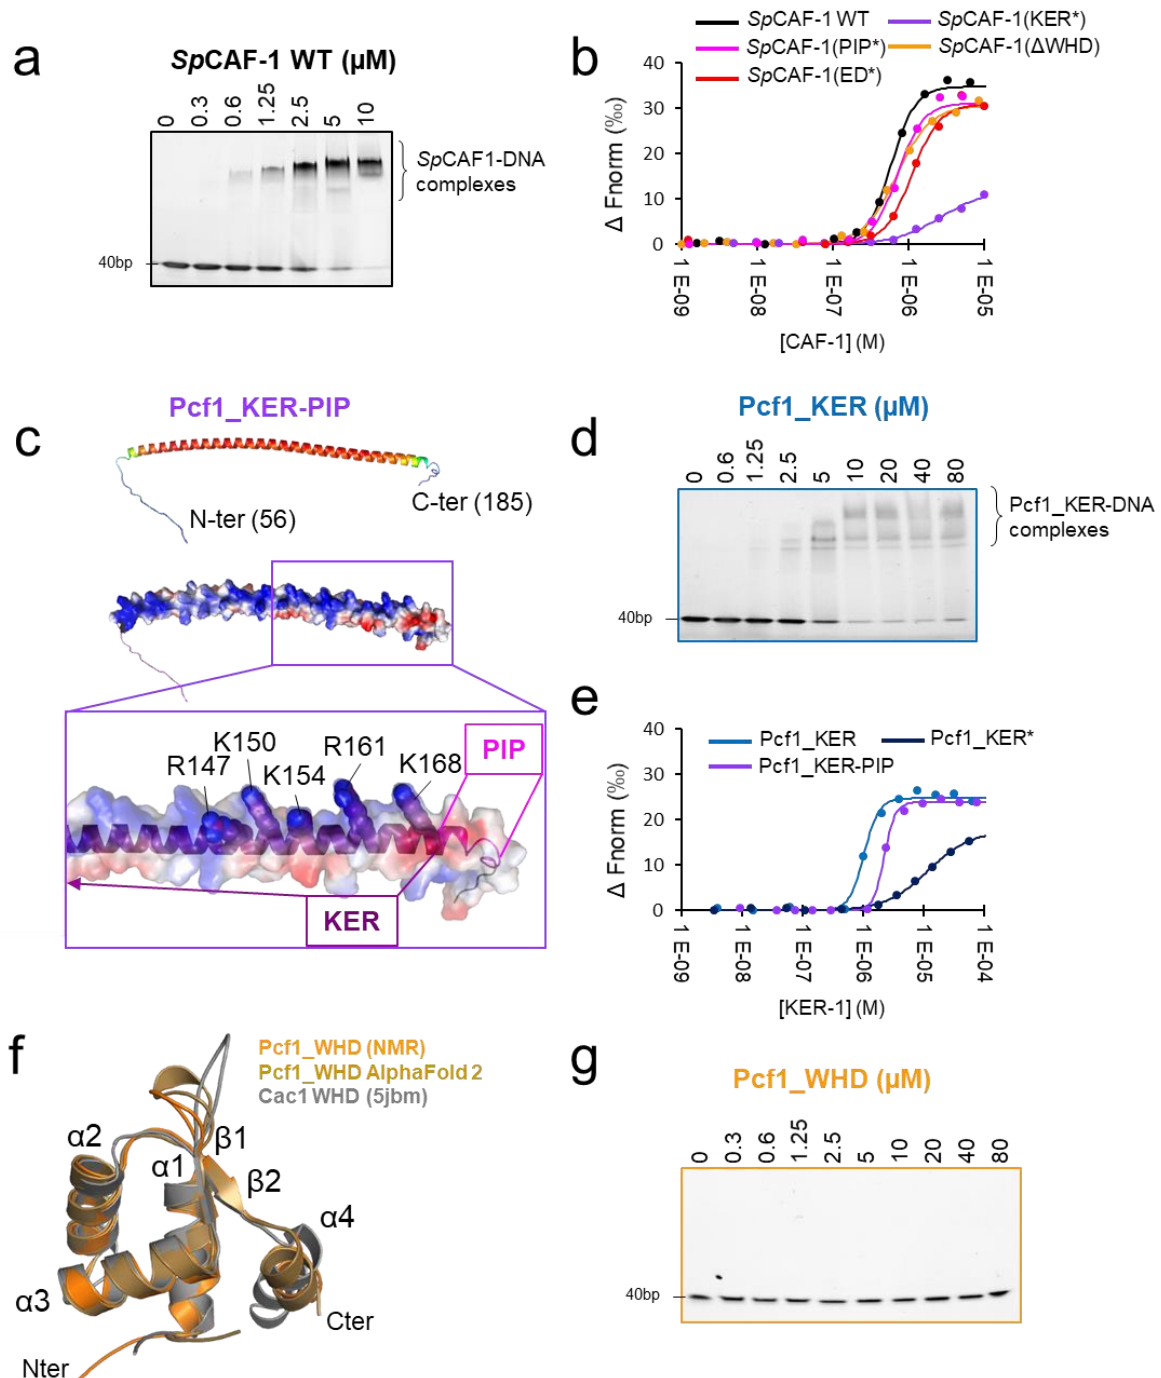 a
SpCAF-1 WT (µM)
0 0.3 0.6 1.25 2.5 5 10
SpCAF1-DNA
complexes
40bp
b
SpCAF-1 WT
SpCAF-1(KER*)
SpCAF-1(PIP*)
SpCAF-1(ΔWHD)
SpCAF-1(ED*)
Δ Fnorm (‰)
40
30
20
10
0
1 E-09 1 E-08 1 E-07 1 E-06 1 E-05
[CAF-1] (M)
c
Pcf1_KER-PIP
N-ter (56)
C-ter (185)
R147
K150
K154
R161
K168
PIP
KER
d
Pcf1_KER (µM)
0 0.6 1.25 2.5 5 10 20 40 80
Pcf1_KER-DNA
complexes
40bp
e
Pcf1_KER
Pcf1_KER*
Pcf1_KER-PIP
Δ Fnorm (‰)
40
30
20
10
0
1 E-09 1 E-08 1 E-07 1 E-06 1 E-05 1 E-04
[KER-1] (M)
f
Pcf1_WHD (NMR)
Pcf1_WHD AlphaFold 2
Cac1 WHD (5jbm)
α2
α1
β1
β2
α4
α3
Cter
Nter
g
Pcf1_WHD (µM)
0 0.3 0.6 1.25 2.5 5 10 20 40 80
40bp